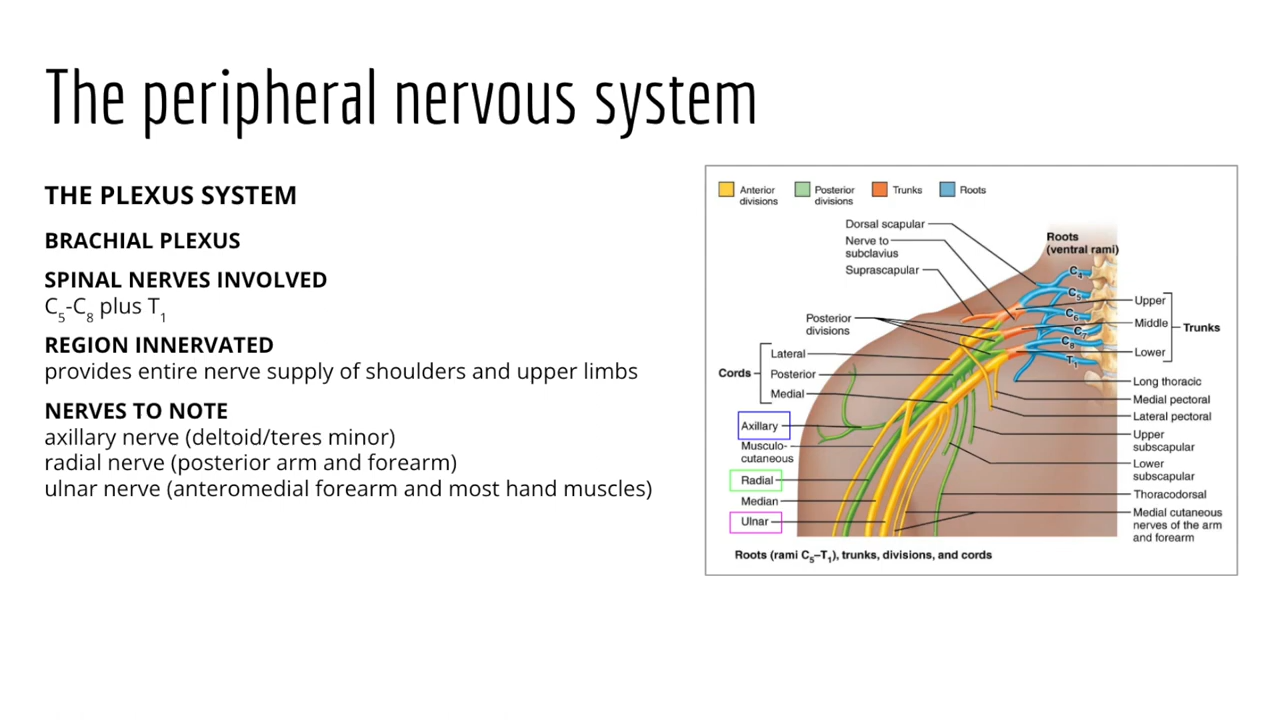 The peripheral nervous system
THE PLEXUS SYSTEM
BRACHIAL PLEXUS
SPINAL NERVES INVOLVED
C5-C8 plus T1
REGION INNERVATED
provides entire nerve supply of shoulders and upper limbs
NERVES TO NOTE
axillary nerve (deltoid/teres minor)
radial nerve (posterior arm and forearm)
ulnar nerve (anteromedial forearm and most hand muscles)
Anterior
divisions
Posterior
divisions
Trunks
Roots
Dorsal scapular
Nerve to
subclavius
Suprascapular
Posterior
divisions
Cords
Lateral
Posterior
Medial
Axillary
Musculo-
cutaneous
Radial
Median
Ulnar
Roots
(ventral rami)
C4
C5
C6
C7
C8
T1
Upper
Middle
Lower
Trunks
Long thoracic
Medial pectoral
Lateral pectoral
Upper
subscapular
Lower
subscapular
Thoracodorsal
Medial cutaneous
nerves of the arm
and forearm
Roots (rami C5–T1), trunks, divisions, and cords